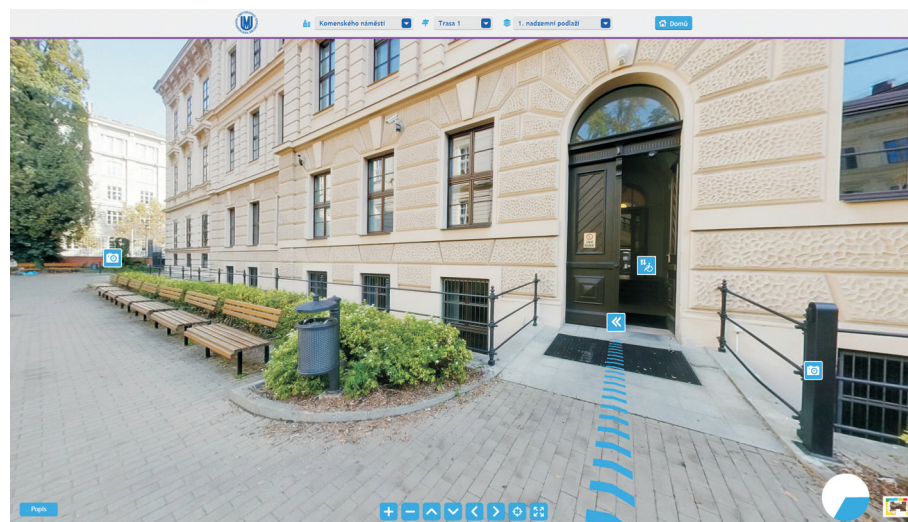 Komenského náměstí
Trasa 1
1. nadzemní podlaží
Domů
Popis